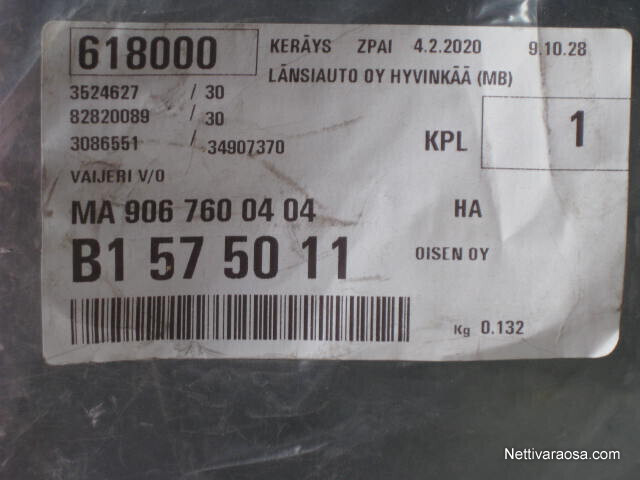 618000 KERÄYS ZPAI 4.2.2020 9.10.28
LÄNSIAUTO OY HYVINKÄÄ (MB)
3524627 / 30
82820089 / 30
3086551 / 34907370
KPL 1
VAIJERI V/O
MA 906 760 04 04 HA
B1 57 50 11 OISEN OY
Kg 0.132
Nettivaraosa.com